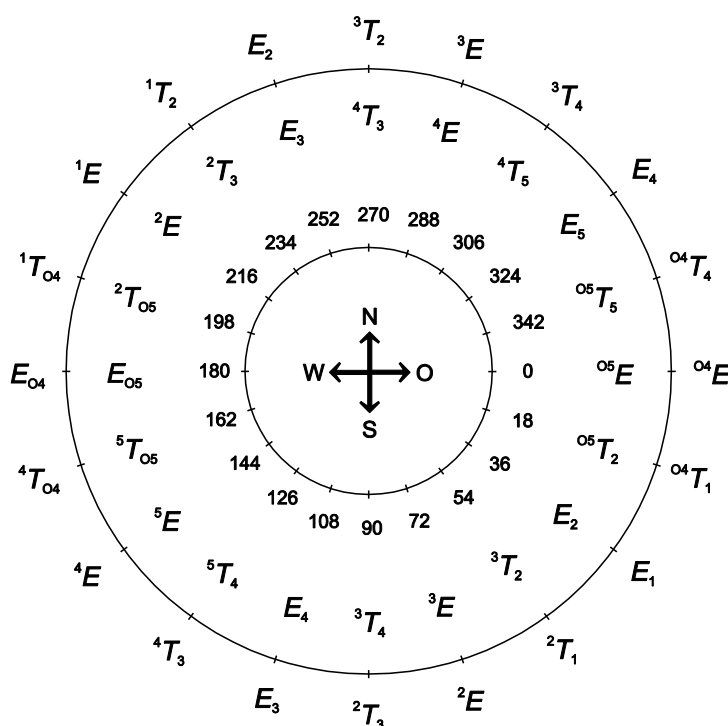 3T2
E2 3E
1T2 3T4
4T3
E3 4E
1E 2T3 4T5 E4
2E 252 270 288 E5
234 306
1TO4 216 324 O4T4
2TO5 O5T5
198 N 342
EO4 EO5 180 W O 0 O5E O4E
162 S 18
5TO5 O5T2
4TO4 144 36 O4T1
126 54
5E 108 90 72 E2
4E 5T4 3T2 E1
E4 3T4 3E
4T3 2T1
E3 2T3 2E